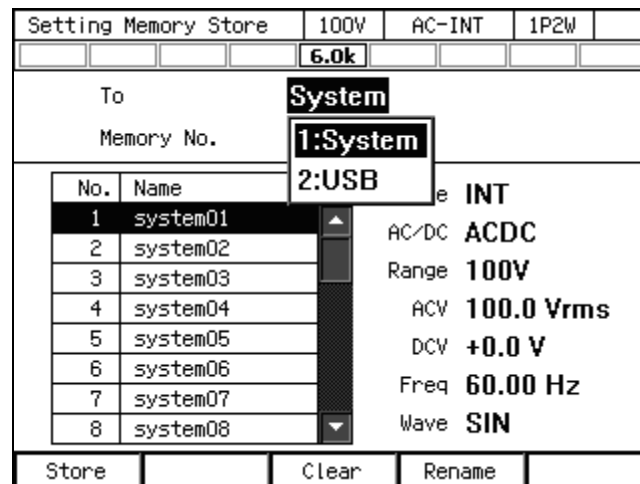 Setting Memory Store 100V AC-INT 1P2W
6.0k
To System
Memory No. 1:System
2:USB
No. Name
1 system01
2 system02
3 system03
4 system04
5 system05
6 system06
7 system07
8 system08
INT
AC/DC ACDC
Range 100V
ACV 100.0 Vrms
DCV +0.0 V
Freq 60.00 Hz
Wave SIN
Store Clear Rename